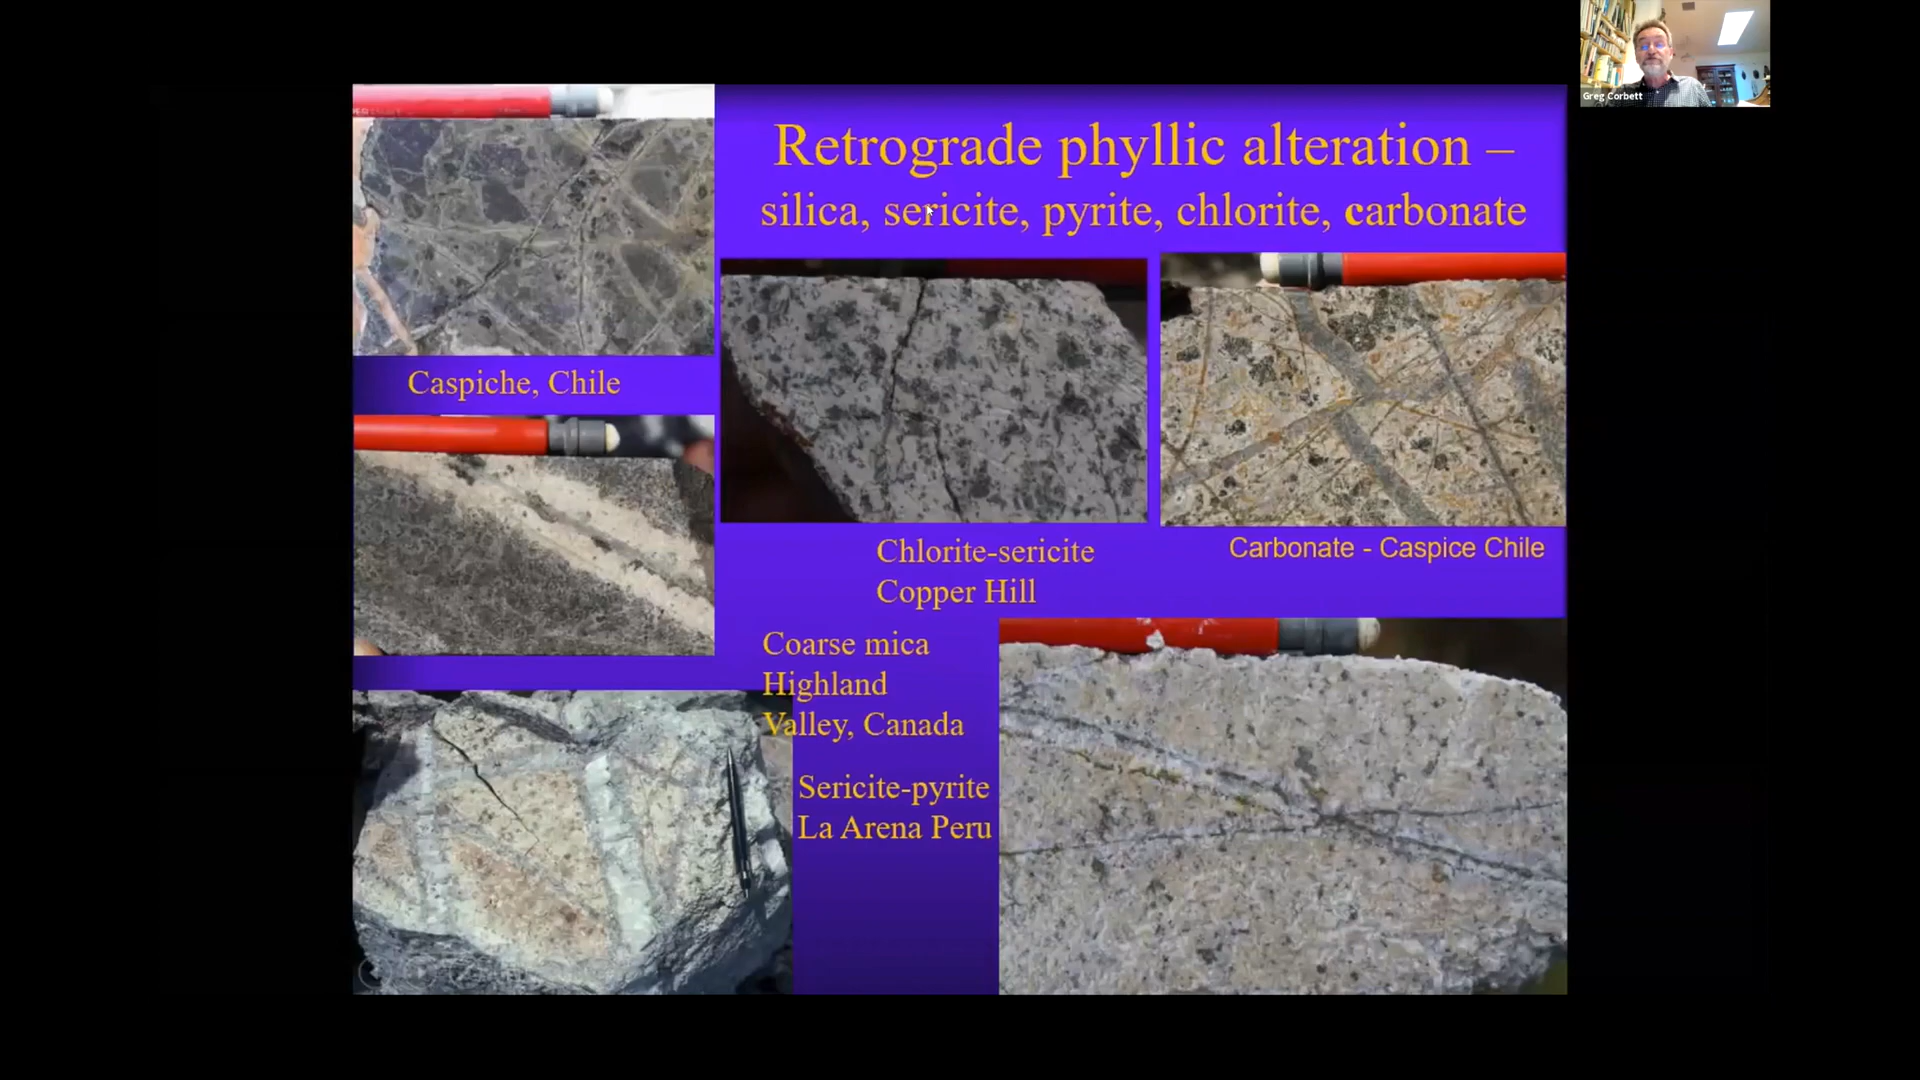 Greg Corbett
Retrograde phyllic alteration –
silica, sericite, pyrite, chlorite, carbonate
Caspiche, Chile
Chlorite-sericite
Copper Hill
Carbonate - Caspice Chile
Coarse mica
Highland
Valley, Canada
Sericite-pyrite
La Arena Peru